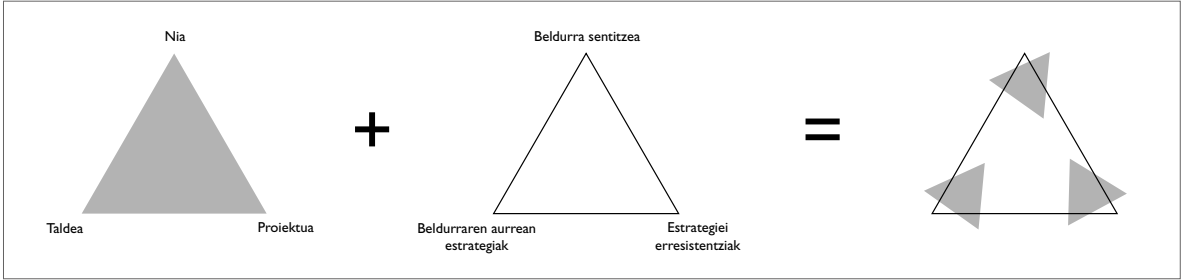 Nia
Taldea
Proiektua
+
Beldurra sentitzea
Beldurraren aurrean
estrategiak
Estrategiei
erresistentziak
=